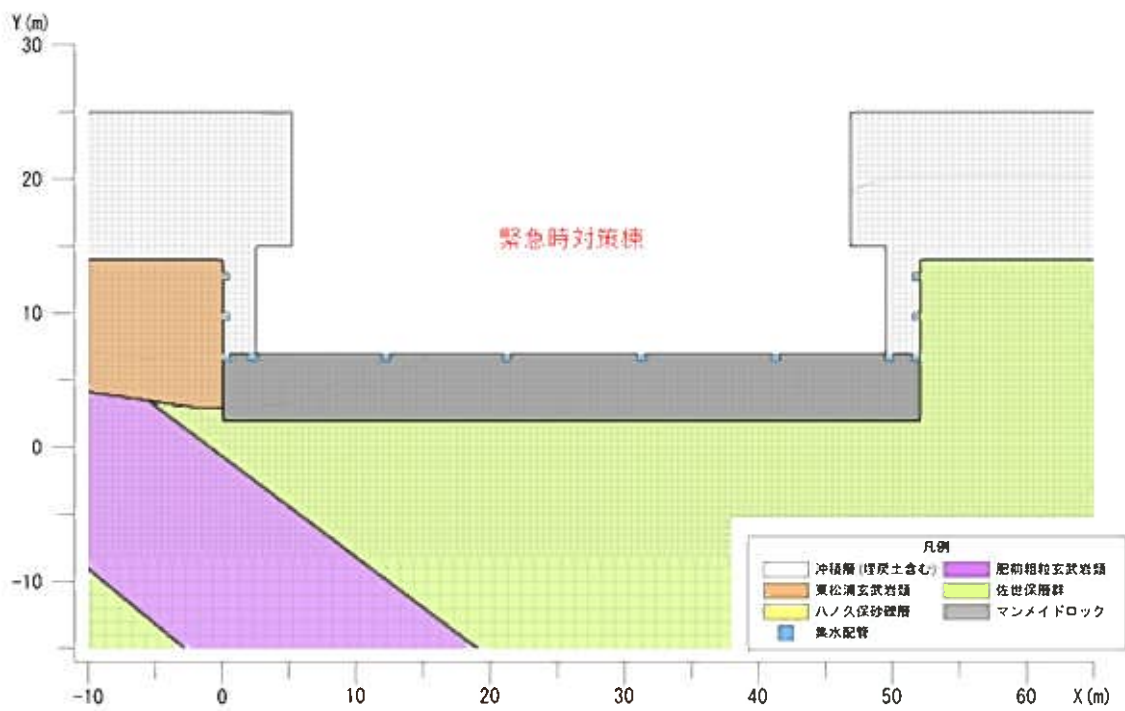 Y(m)
30
20
緊急時対策棟
10
0
-10
凡例
沖積層(埋戻土含む)
肥前粗粒玄武岩類
東松浦玄武岩類
佐世保層群
八ノ久保砂礫層
マンメイドロック
集水配管
-10 0 10 20 30 40 50 60 X(m)